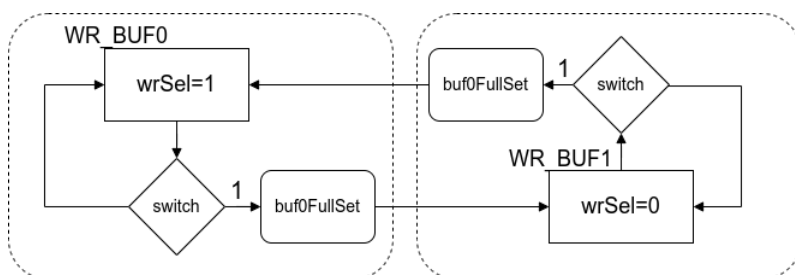 WR_BUF0
wrSel=1
switch
1
buf0FullSet
buf0FullSet
1
switch
WR_BUF1
wrSel=0